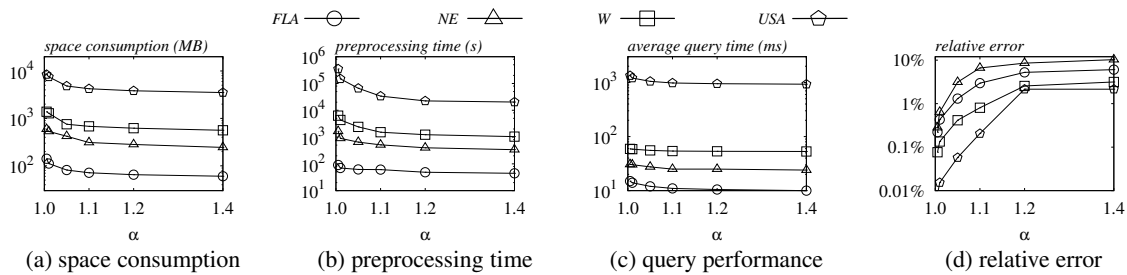 FLA NE W USA
space consumption (MB) preprocessing time (s) average query time (ms) relative error
10^4 10^6 10^3 10%
10^5
10^3 10^4 1%
10^3 10^2
10^2 10^2 0.1%
10^1 10^1 0.01%
1.0 1.1 1.2 1.4 1.0 1.1 1.2 1.4 1.0 1.1 1.2 1.4 1.0 1.1 1.2 1.4
α α α α
(a) space consumption (b) preprocessing time (c) query performance (d) relative error